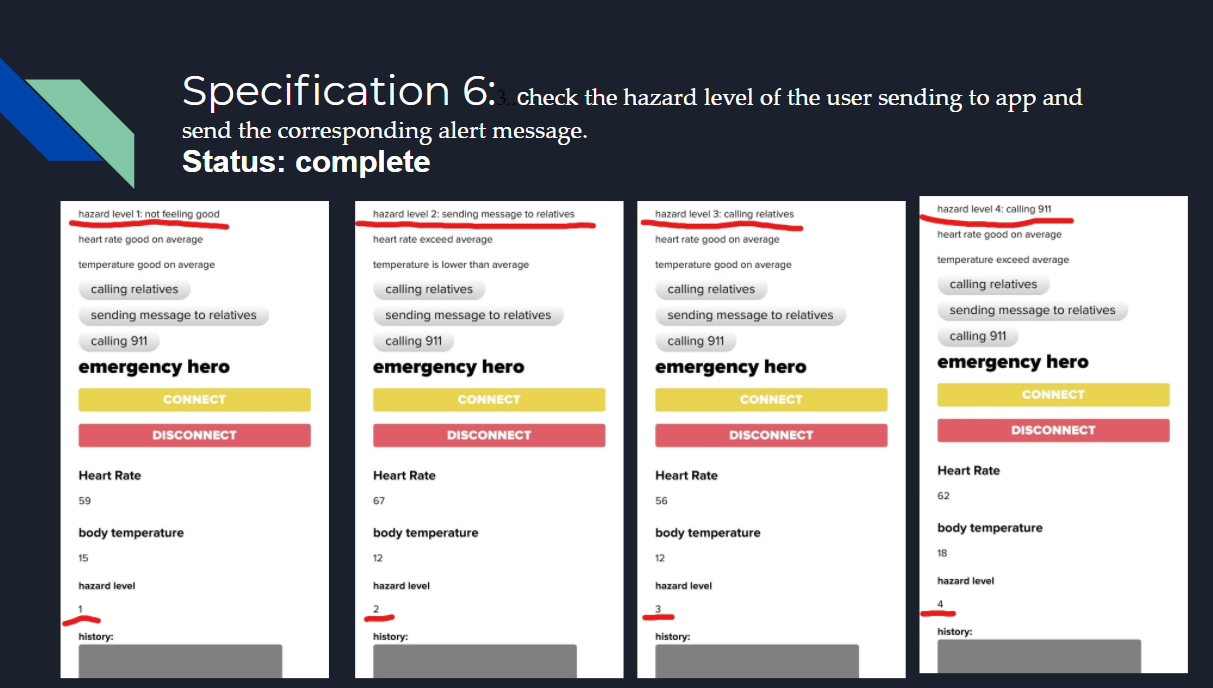 Specification 6:3..check the hazard level of the user sending to app and
send the corresponding alert message.
Status: complete
hazard level 1: not feeling good
heart rate good on average
temperature good on average
calling relatives
sending message to relatives
calling 911
emergency hero
CONNECT
DISCONNECT
Heart Rate
59
body temperature
15
hazard level
1
history:
hazard level 2: sending message to relatives
heart rate exceed average
temperature is lower than average
calling relatives
sending message to relatives
calling 911
emergency hero
CONNECT
DISCONNECT
Heart Rate
67
body temperature
12
hazard level
2
history:
hazard level 3: calling relatives
heart rate good on average
temperature good on average
calling relatives
sending message to relatives
calling 911
emergency hero
CONNECT
DISCONNECT
Heart Rate
56
body temperature
12
hazard level
3
history:
hazard level 4: calling 911
heart rate good on average
temperature exceed average
calling relatives
sending message to relatives
calling 911
emergency hero
CONNECT
DISCONNECT
Heart Rate
62
body temperature
18
hazard level
4
history: